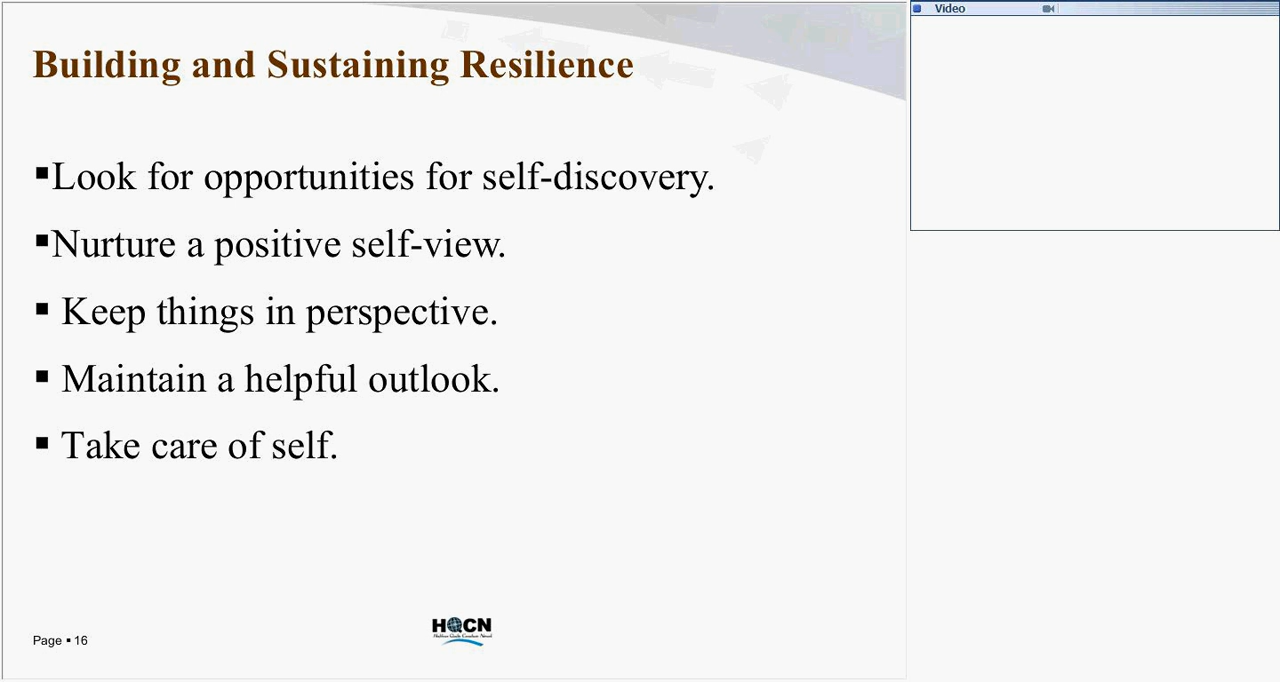 Building and Sustaining Resilience
▪Look for opportunities for self-discovery.
▪Nurture a positive self-view.
▪ Keep things in perspective.
▪ Maintain a helpful outlook.
▪ Take care of self.
Page ▪ 16
HQCN
Video